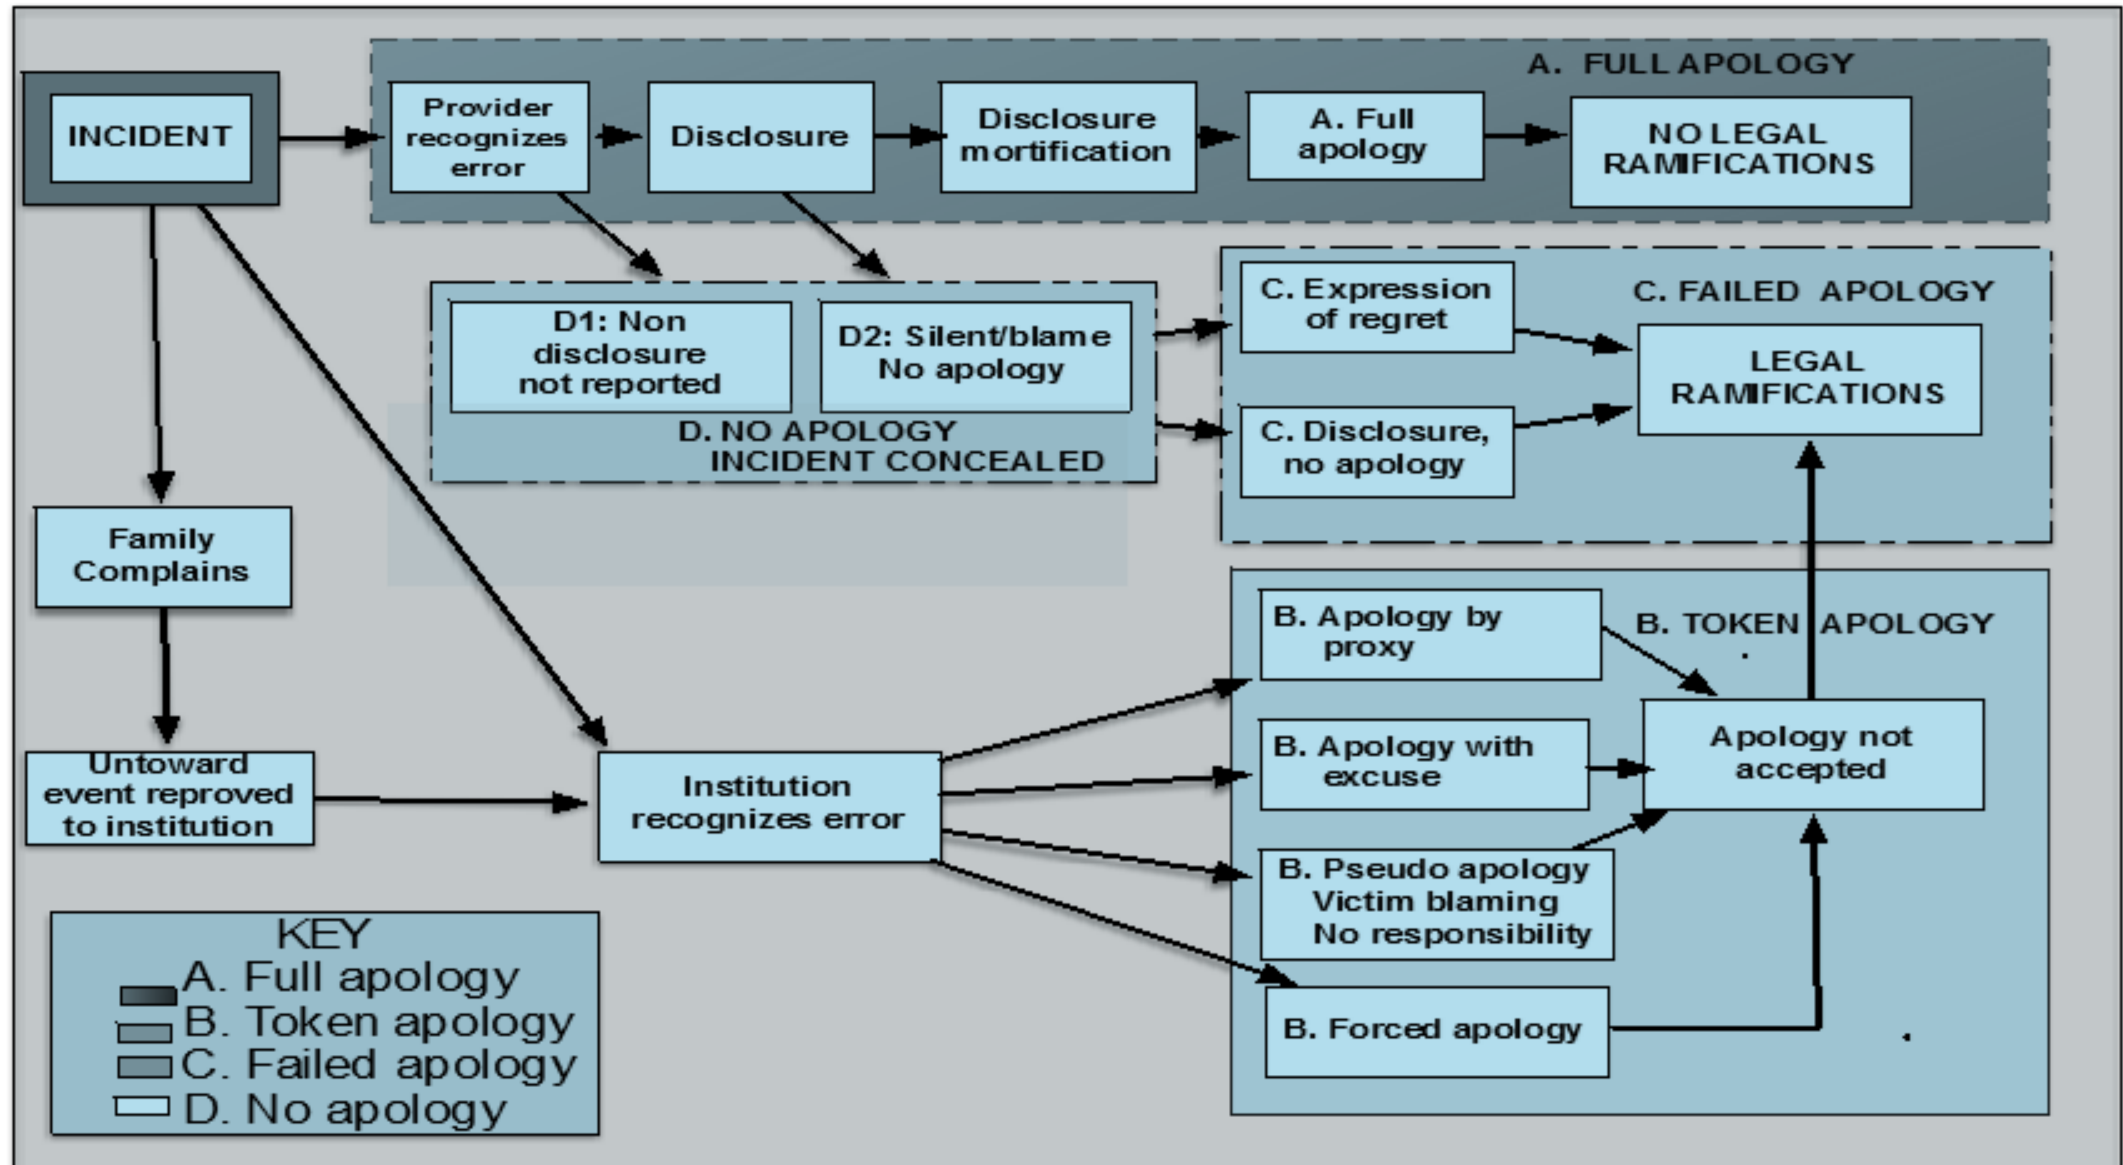 A. FULL APOLOGY
INCIDENT
Provider
recognizes
error
Disclosure
Disclosure
mortification
A. Full
apology
NO LEGAL
RAMIFICATIONS
D1: Non
disclosure
not reported
D2: Silent/blame
No apology
D. NO APOLOGY
INCIDENT CONCEALED
C. Expression
of regret
C. FAILED APOLOGY
LEGAL
RAMIFICATIONS
C. Disclosure,
no apology
Family
Complains
Untoward
event reproved
to institution
Institution
recognizes error
B. Apology by
proxy
B. TOKEN APOLOGY
B. Apology with
excuse
Apology not
accepted
B. Pseudo apology
Victim blaming
No responsibility
B. Forced apology
KEY
A. Full apology
B. Token apology
C. Failed apology
D. No apology